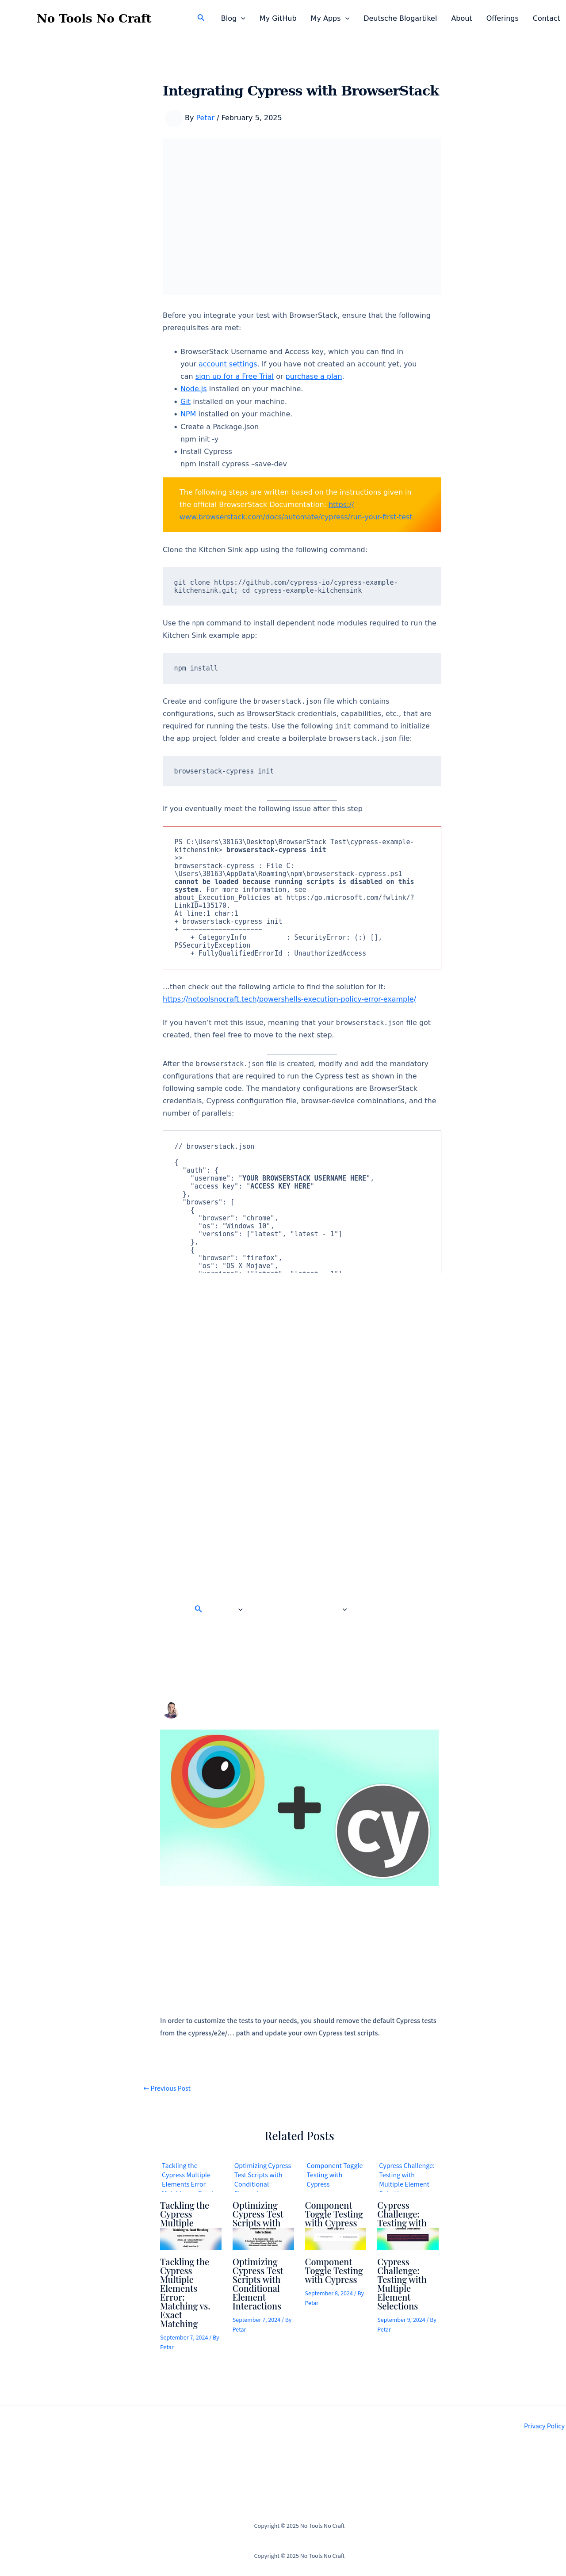 No Tools No Craft
Blog
My GitHub
My Apps
Deutsche Blogartikel
About
Offerings
Contact
Integrating Cypress with BrowserStack
By Petar / February 5, 2025
Before you integrate your test with BrowserStack, ensure that the following
prerequisites are met:
BrowserStack Username and Access key, which you can find in
your account settings. If you have not created an account yet, you
can sign up for a Free Trial or purchase a plan.
Node.js installed on your machine.
Git installed on your machine.
NPM installed on your machine.
Create a Package.json
npm init -y
Install Cypress
npm install cypress –save-dev
The following steps are written based on the instructions given in
the official BrowserStack Documentation: https://
www.browserstack.com/docs/automate/cypress/run-your-first-test
Clone the Kitchen Sink app using the following command:
git clone https://github.com/cypress-io/cypress-example-
kitchensink.git; cd cypress-example-kitchensink
Use the npm command to install dependent node modules required to run the
Kitchen Sink example app:
npm install
Create and configure the browserstack.json file which contains
configurations, such as BrowserStack credentials, capabilities, etc., that are
required for running the tests. Use the following init command to initialize
the app project folder and create a boilerplate browserstack.json file:
browserstack-cypress init
If you eventually meet the following issue after this step
PS C:\Users\38163\Desktop\BrowserStack Test\cypress-example-
kitchensink> browserstack-cypress init
>>
browserstack-cypress : File C:
\Users\38163\AppData\Roaming\npm\browserstack-cypress.ps1
cannot be loaded because running scripts is disabled on this
system. For more information, see
about_Execution_Policies at https:/go.microsoft.com/fwlink/?
LinkID=135170.
At line:1 char:1
+ browserstack-cypress init
+ ~~~~~~~~~~~~~~~~~~~~
+ CategoryInfo : SecurityError: (:) [],
PSSecurityException
+ FullyQualifiedErrorId : UnauthorizedAccess
…then check out the following article to find the solution for it:
https://notoolsnocraft.tech/powershells-execution-policy-error-example/
If you haven’t met this issue, meaning that your browserstack.json file got
created, then feel free to move to the next step.
After the browserstack.json file is created, modify and add the mandatory
configurations that are required to run the Cypress test as shown in the
following sample code. The mandatory configurations are BrowserStack
credentials, Cypress configuration file, browser-device combinations, and the
number of parallels:
// browserstack.json
{
"auth": {
"username": "YOUR BROWSERSTACK USERNAME HERE",
"access_key": "ACCESS KEY HERE"
},
"browsers": [
{
"browser": "chrome",
"os": "Windows 10",
"versions": ["latest", "latest - 1"]
},
{
"browser": "firefox",
"os": "OS X Mojave",
cy
In order to customize the tests to your needs, you should remove the default Cypress tests
from the cypress/e2e/… path and update your own Cypress test scripts.
← Previous Post
Related Posts
Tackling the
Cypress Multiple
Elements Error
Optimizing Cypress
Test Scripts with
Conditional
Component Toggle
Testing with
Cypress
Cypress Challenge:
Testing with
Multiple Element
Tackling the
Cypress
Multiple
Optimizing
Cypress Test
Scripts with
Component
Toggle Testing
with Cypress
Cypress
Challenge:
Testing with
Tackling the
Cypress
Multiple
Elements
Error:
Matching vs.
Exact
Matching
September 7, 2024 / By
Petar
Optimizing
Cypress Test
Scripts with
Conditional
Element
Interactions
September 7, 2024 / By
Petar
Component
Toggle Testing
with Cypress
September 8, 2024 / By
Petar
Cypress
Challenge:
Testing with
Multiple
Element
Selections
September 9, 2024 / By
Petar
Privacy Policy
Copyright © 2025 No Tools No Craft
Copyright © 2025 No Tools No Craft